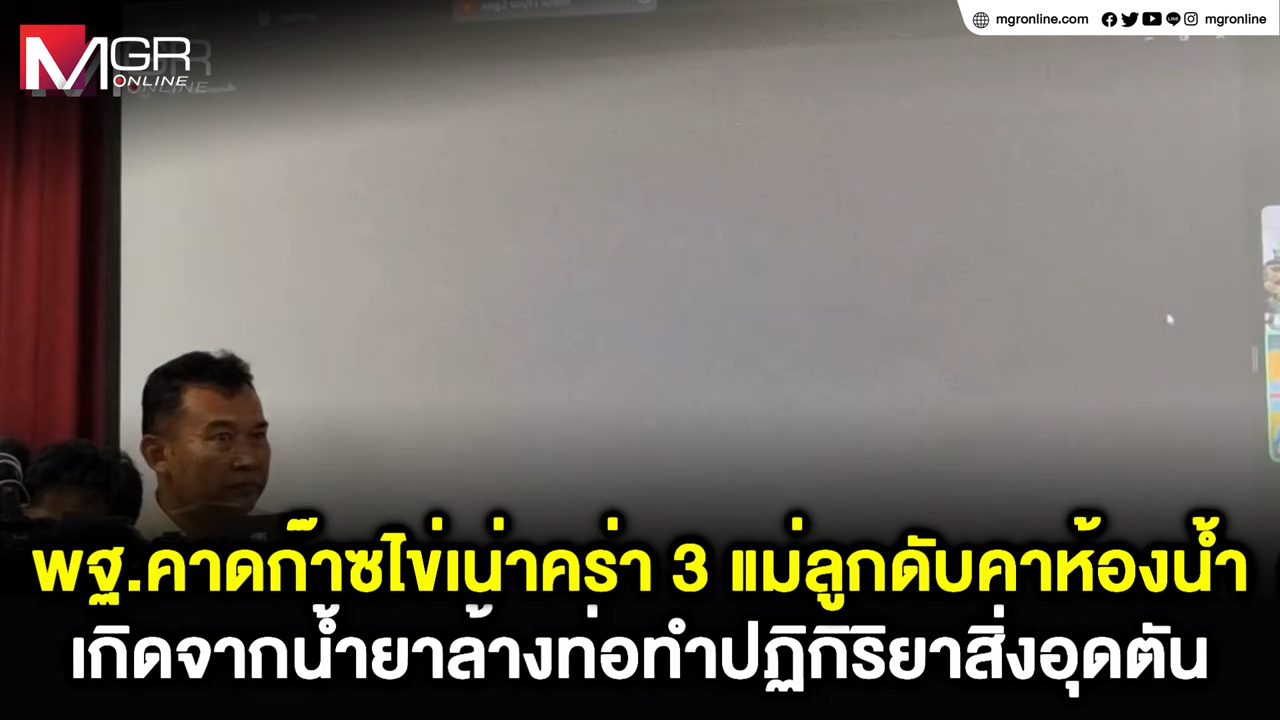 MGR
ONLINE
mgronline.com
mgronline
พฐ.คาดก๊าซไข่เน่าคร่า 3 แม่ลูกดับคาห้องน้ำ
เกิดจากน้ำยาล้างท่อทำปฏิกิริยาสิ่งอุดตัน